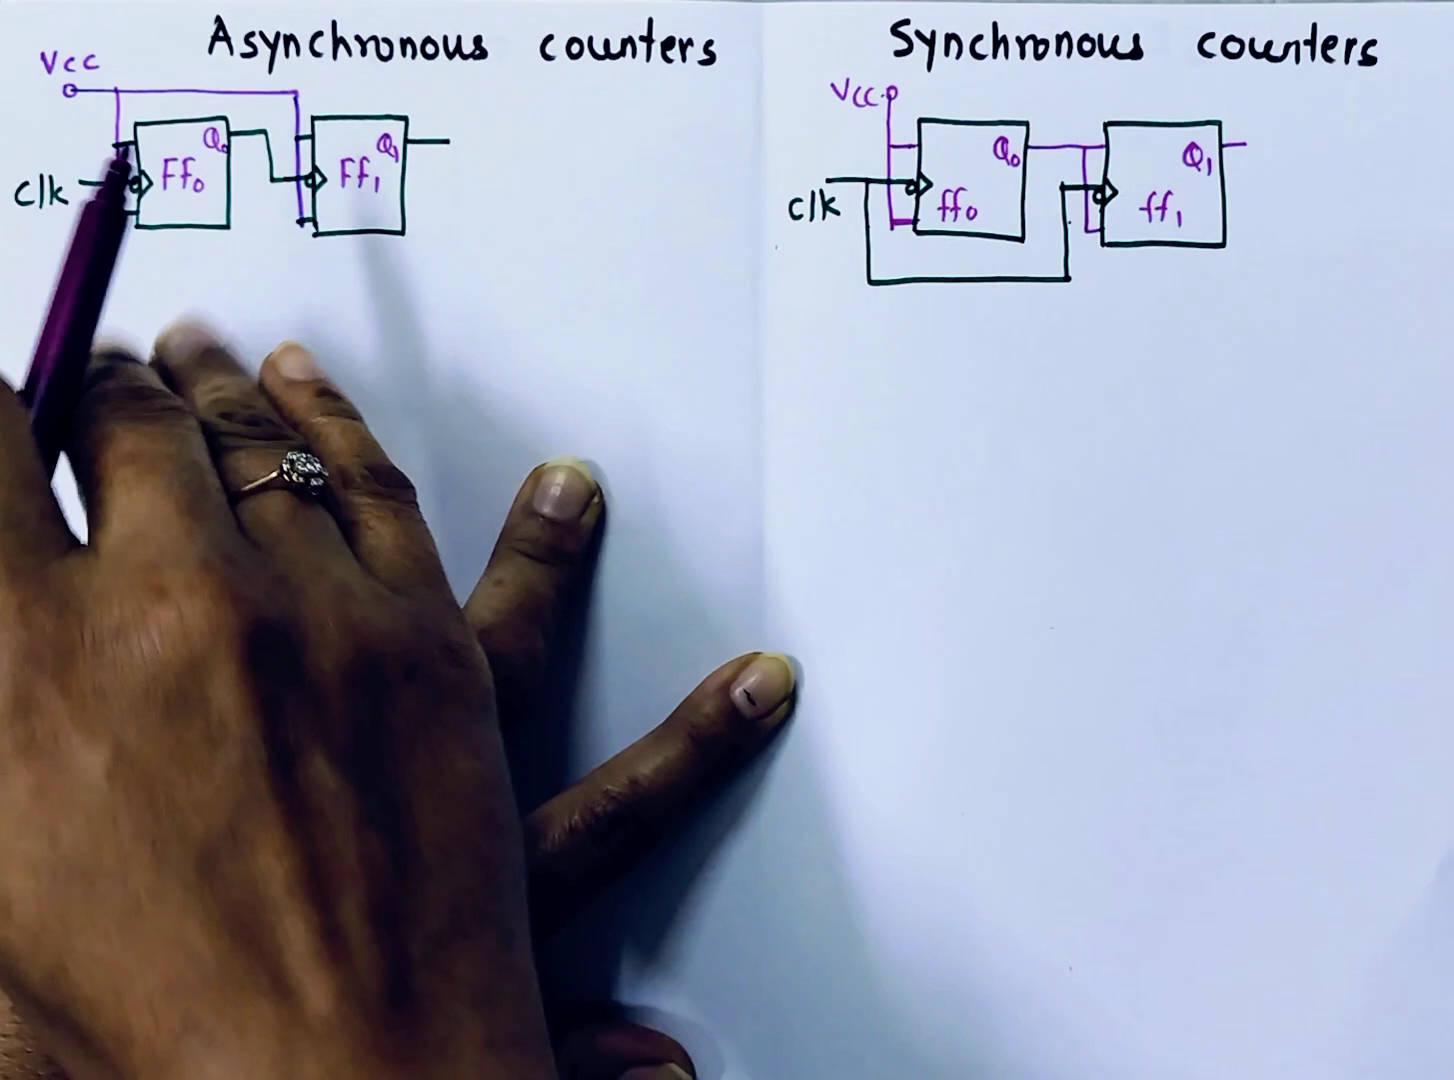 Asynchronous counters
Vcc
Q₀
FF₀
Q₁
FF₁
Clk
Synchronous counters
Vcc
Q₀
ff₀
Q₁
ff₁
Clk